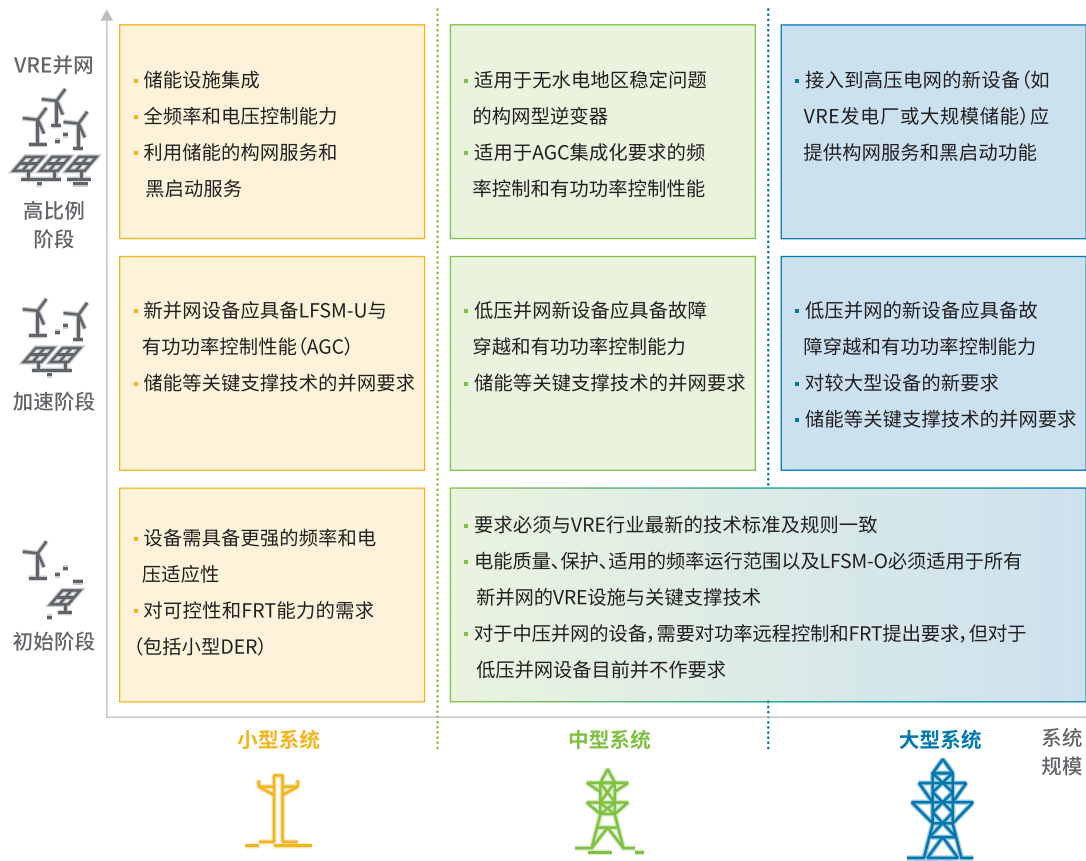 VRE并网
高比例
阶段
· 储能设施集成
· 全频率和电压控制能力
· 利用储能的构网服务和
黑启动服务
· 适用于无水电地区稳定问题
的构网型逆变器
· 适用于AGC集成化要求的频
率控制和有功功率控制性能
· 接入到高压电网的新设备（如
VRE发电厂或大规模储能）应
提供构网服务和黑启动功能
加速阶段
· 新并网设备应具备LFSM-U与
有功功率控制性能（AGC）
· 储能等关键支撑技术的并网要求
· 低压并网新设备应具备故障
穿越和有功功率控制能力
· 储能等关键支撑技术的并网要求
· 低压并网的新设备应具备故
障穿越和有功功率控制能力
· 对较大型设备的新要求
· 储能等关键支撑技术的并网要求
初始阶段
· 设备需具备更强的频率和电
压适应性
· 对可控性和FRT能力的需求
（包括小型DER）
· 要求必须与VRE行业最新的技术标准及规则一致
· 电能质量、保护、适用的频率运行范围以及LFSM-O必须适用于所有
新并网的VRE设施与关键支撑技术
· 对于中压并网的设备，需要对功率远程控制和FRT提出要求，但对于
低压并网设备目前并不作要求
小型系统
中型系统
大型系统
系统
规模